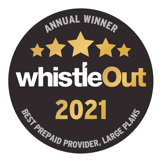 ANNUAL WINNER
whistleOut
2021
BEST PREPAID PROVIDER, LARGE PLANS